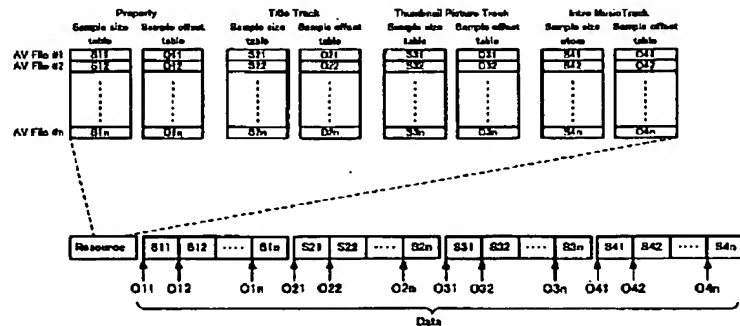 Property Title Track Thumbnail Picture Track Intro MusicTrack
Sample size Sample offset Sample size Sample offset Sample size Sample offset Sample size Sample offset
table table table table table table atom table
AV File #1 S11 O11 S21 O21 S31 O31 S41 O41
AV File #2 S12 O12 S22 O22 S32 O32 S42 O42
AV File #n S1n O1n S2n O2n S3n O3n S4n O4n
Resource S11 S12 ···· S1n S21 S22 ···· S2n S31 S32 ···· S3n S41 S42 ···· S4n
O11 O12 O1n O21 O22 O2n O31 O32 O3n O41 O42 O4n
Data